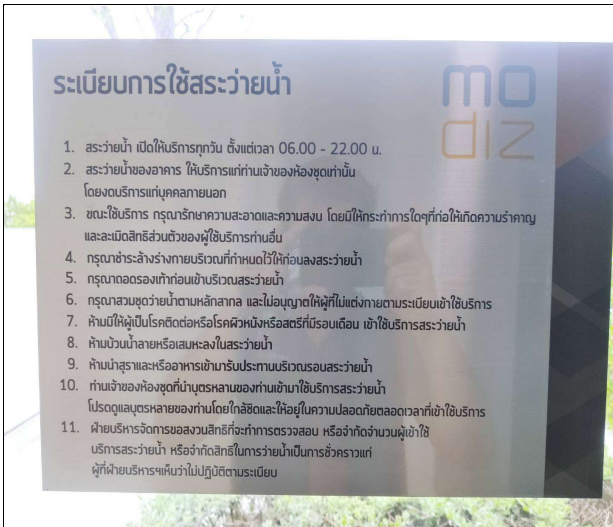 ระเบียบการใช้สระว่ายน้ำ
mo
diz
1. สระว่ายน้ำ เปิดให้บริการทุกวัน ตั้งแต่เวลา 06.00 - 22.00 น.
2. สระว่ายน้ำของอาคาร ให้บริการแก่ท่านเจ้าของห้องชุดเท่านั้น
โดยงดบริการแก่บุคคลภายนอก
3. ขณะใช้บริการ กรุณารักษาความสะอาดและความสงบ โดยมิให้กระทำการใดๆที่ก่อให้เกิดความรำคาญ
และละเมิดสิทธิส่วนตัวของผู้ใช้บริการท่านอื่น
4. กรุณาชำระล้างร่างกายบริเวณที่กำหนดไว้ให้ก่อนลงสระว่ายน้ำ
5. กรุณาถอดรองเท้าก่อนเข้าบริเวณสระว่ายน้ำ
6. กรุณาสวมชุดว่ายน้ำตามหลักสากล และไม่อนุญาตให้ผู้ที่ไม่แต่งกายตามระเบียบเข้าใช้บริการ
7. ห้ามมิให้ผู้เป็นโรคติดต่อหรือโรคผิวหนังหรือสตรีที่มีรอบเดือน เข้าใช้บริการสระว่ายน้ำ
8. ห้ามบ้วนน้ำลายหรือเสมหะลงในสระว่ายน้ำ
9. ห้ามนำสุราและหรืออาหารเข้ามารับประทานบริเวณรอบสระว่ายน้ำ
10. ท่านเจ้าของห้องชุดที่นำบุตรหลานของท่านเข้ามาใช้บริการสระว่ายน้ำ
โปรดดูแลบุตรหลานของท่านโดยใกล้ชิดและให้อยู่ในความปลอดภัยตลอดเวลาที่เข้าใช้บริการ
11. ฝ่ายบริหารจัดการขอสงวนสิทธิที่จะทำการตรวจสอบ หรือจำกัดจำนวนผู้เข้าใช้
บริการสระว่ายน้ำ หรือจำกัดสิทธิในการว่ายน้ำเป็นการชั่วคราวแก่
ผู้ที่ฝ่ายบริหารฯเห็นว่าไม่ปฏิบัติตามระเบียบ